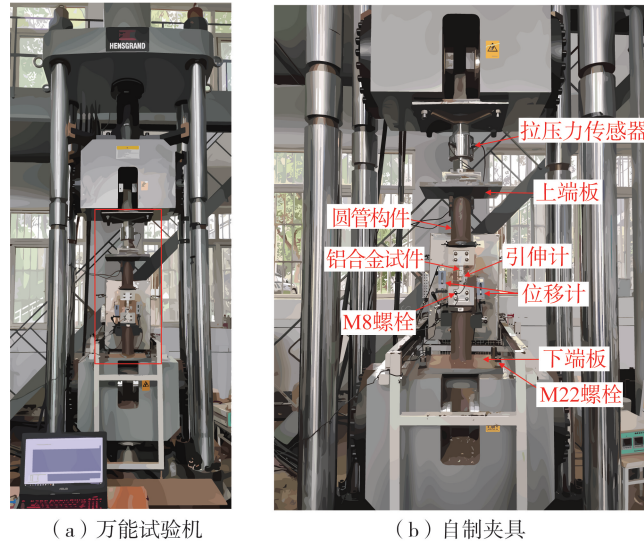 HENSGRAND
拉压力传感器
上端板
圆管构件
铝合金试件
引伸计
位移计
M8螺栓
下端板
M22螺栓
(a)万能试验机
(b)自制夹具